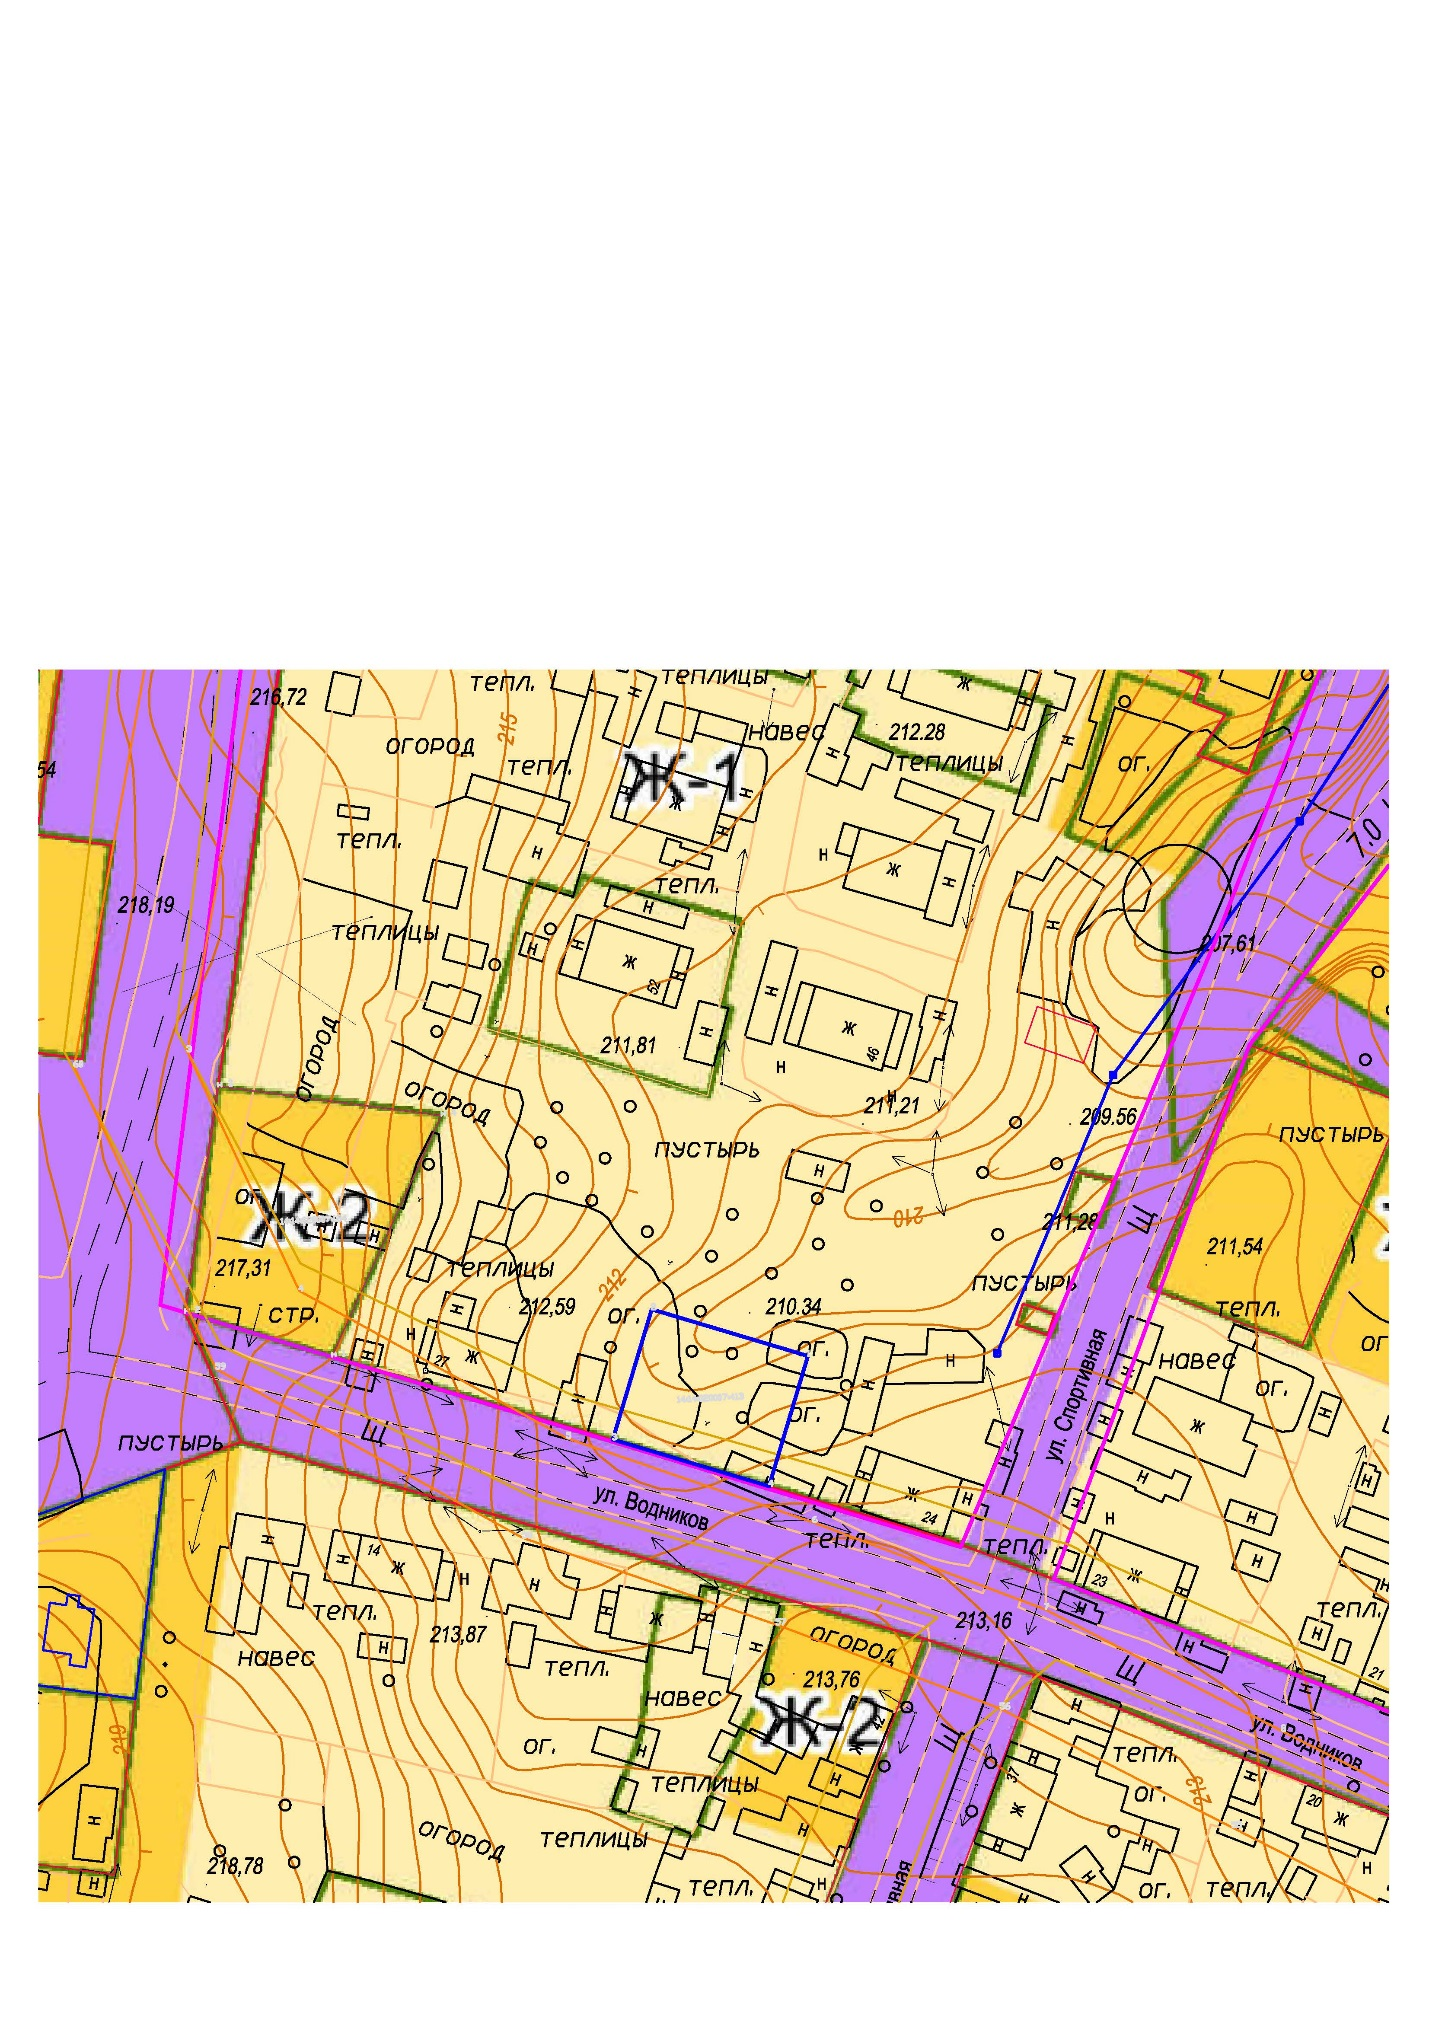 тепл.
теплицы
Ж
216,72
Н
Н
215
огород
навес
212.28
54
тепл.
Н
Н
теплицы
ог.
Ж-1
Н
Ж
Н
Н
тепл.
7.0
Н
Н
Ж
Н
тепл.
218,19
Н
теплицы
Н
Н
Ж
Н
52
Н
207,61
Н
Н
огород
211,81
Н
Ж
46
Н
Н
огород
211,21
Н
209.56
пустырь
пустырь
Н
ог.
Ж-2
Н
Н
210
211,28
Щ
217,31
211,54
теплицы
212
пустырь
212,59
210.34
стр.
ог.
тепл.
Н
Н
Н
27
Ж
ог.
Н
ул. Спортивная
навес
Н
ог.
ог
Н
Н
ог.
Н
Ж
Н
Щ
пустырь
Н
Н
Н
ул. Водников
Ж
24
Н
Н
Н
тепл.
тепл.
Н
Н
14
Ж
Н
Н
Н
23
Ж
Н
Н
тепл.
213,87
Н
Ж
Н
213,16
Н
тепл.
Н
навес
Н
тепл.
Н
огород
Н
Щ
21
213,76
Н
навес
Ж-2
42
Ж
Н
Щ
ул. Водников
219
ог.
Н
тепл.
теплицы
Н
37
Ж
ог.
213
Н
20
Ж
Н
огород
теплицы
Н
Н
Н
218,78
Н
Н
тепл.
Н
вная
Н
Н
ог.
тепл.